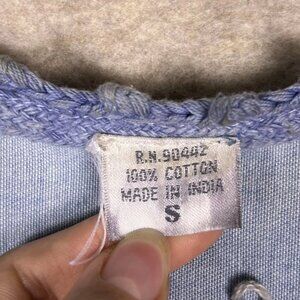 R.N. 90442
100% COTTON
MADE IN INDIA
S